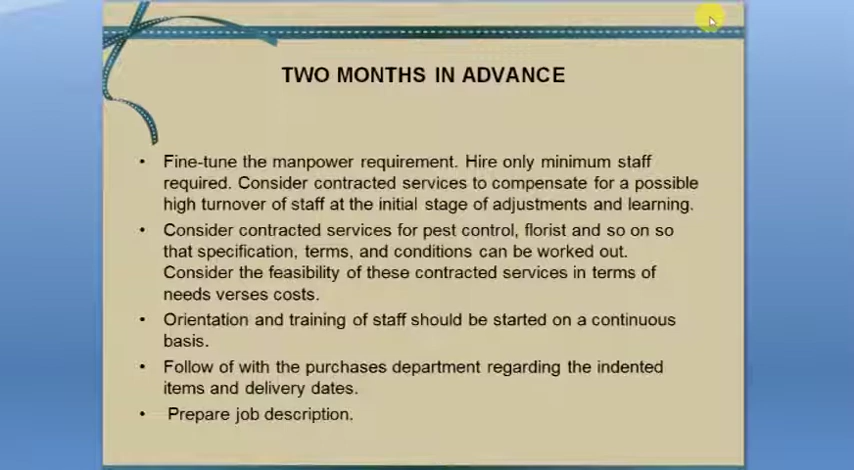 TWO MONTHS IN ADVANCE
• Fine-tune the manpower requirement. Hire only minimum staff
required. Consider contracted services to compensate for a possible
high turnover of staff at the initial stage of adjustments and learning.
• Consider contracted services for pest control, florist and so on so
that specification, terms, and conditions can be worked out.
Consider the feasibility of these contracted services in terms of
needs verses costs.
• Orientation and training of staff should be started on a continuous
basis.
• Follow of with the purchases department regarding the indented
items and delivery dates.
• Prepare job description.